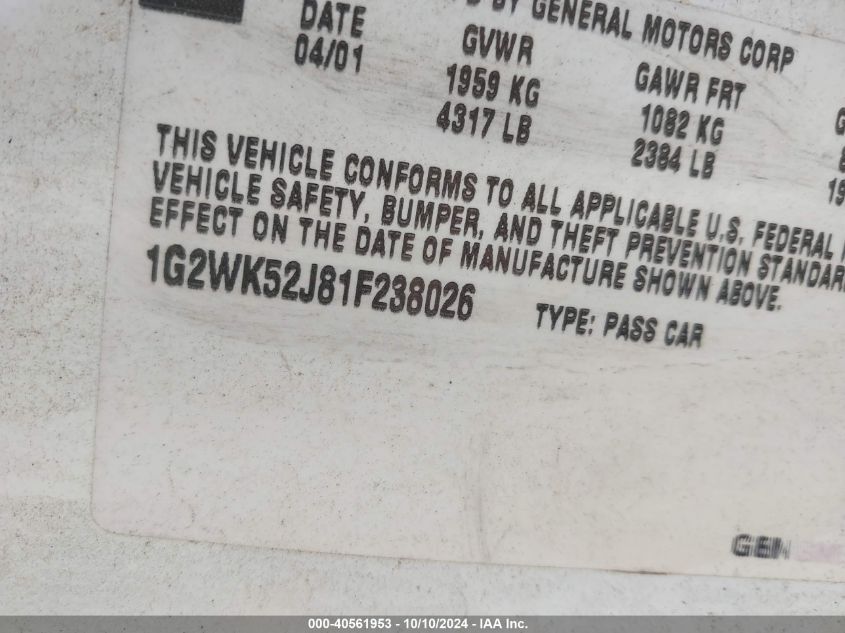 DATE
04/01
BY GENERAL MOTORS CORP
GVWR
1959 KG
4317 LB
GAWR FRT
1082 KG
2384 LB
THIS VEHICLE CONFORMS TO ALL APPLICABLE U.S. FEDERAL
VEHICLE SAFETY, BUMPER, AND THEFT PREVENTION STANDAR
EFFECT ON THE DATE OF MANUFACTURE SHOWN ABOVE.
1G2WK52J81F238026
TYPE: PASS CAR
GEN
000-40561953 - 10/10/2024 - IAA Inc.